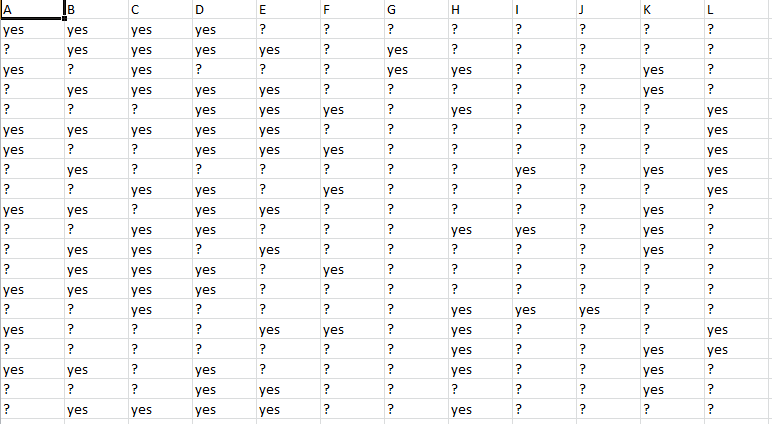 A B C D E F G H I J K L
yes yes yes yes ? ? ? ? ? ? ? ?
? yes yes yes yes ? yes ? ? ? ? ?
yes ? yes ? ? ? yes yes ? ? yes ?
? yes yes yes yes ? ? ? ? ? yes ?
? ? ? yes yes yes ? yes ? ? ? yes
yes yes yes yes yes ? ? ? ? ? ? yes
yes ? ? yes yes yes ? ? ? ? ? yes
? yes ? ? ? ? ? ? yes ? yes yes
? ? yes yes ? yes ? ? ? ? ? yes
yes yes ? yes yes ? ? ? ? ? yes ?
? ? yes yes ? ? ? yes yes ? yes ?
? yes yes ? yes ? ? ? ? ? yes ?
? yes yes yes ? yes ? ? ? ? ? ?
yes yes yes yes ? ? ? ? ? ? ? ?
? ? yes ? ? ? ? yes yes yes ? ?
yes ? ? ? yes yes ? yes ? ? ? yes
? ? ? ? ? ? ? yes ? ? yes yes
yes yes ? yes ? ? ? yes ? ? yes ?
? ? ? yes yes ? ? ? ? ? yes ?
? yes yes yes yes ? ? yes ? ? ? ?